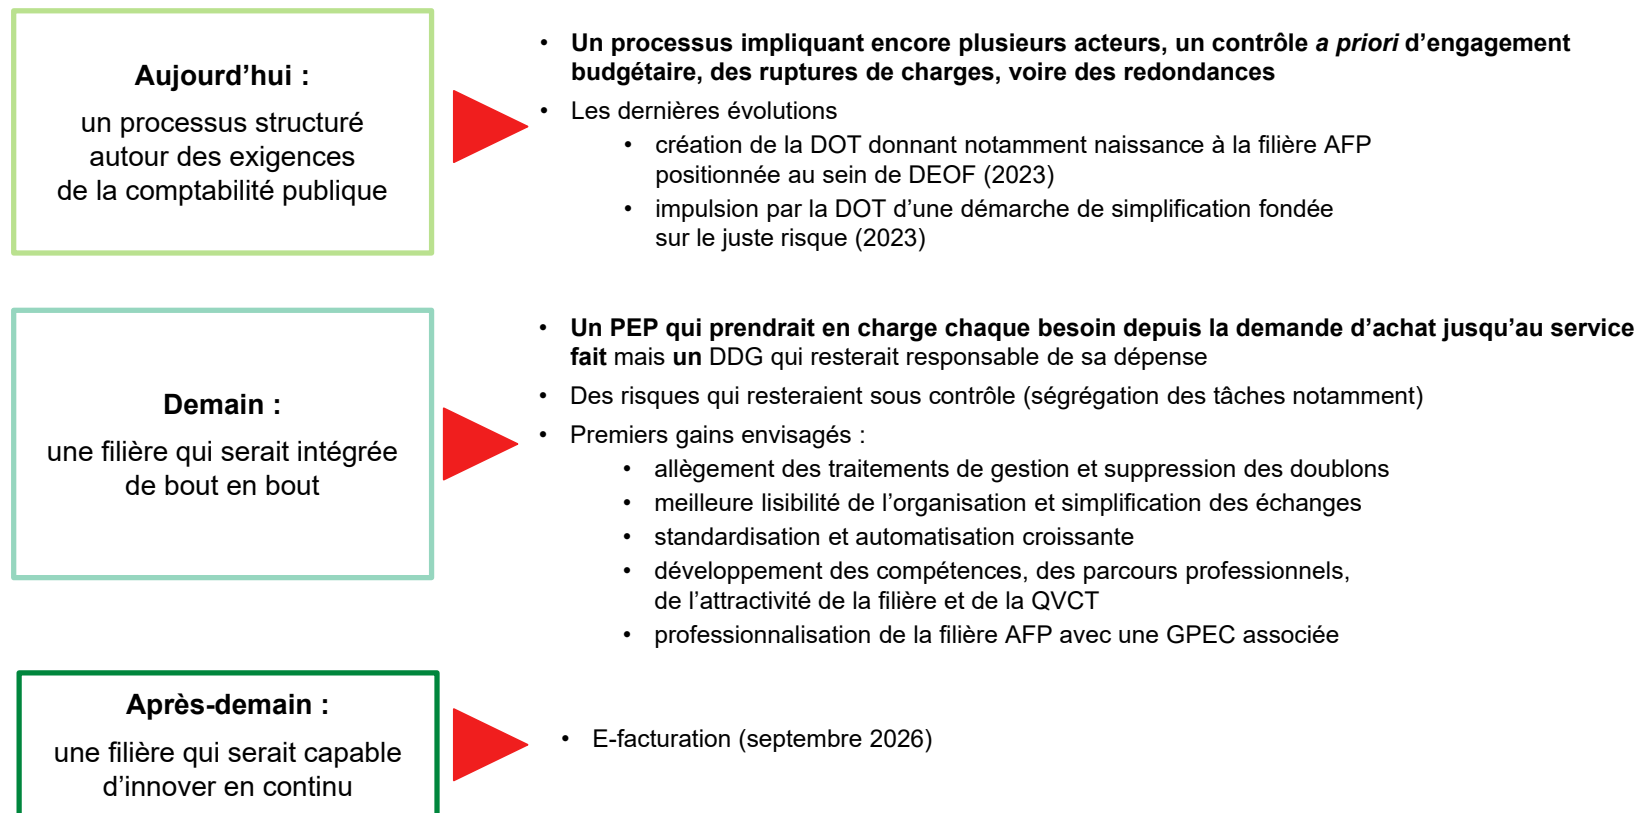 Aujourd’hui :
un processus structuré
autour des exigences
de la comptabilité publique
• Un processus impliquant encore plusieurs acteurs, un contrôle a priori d’engagement
budgétaire, des ruptures de charges, voire des redondances
• Les dernières évolutions
• création de la DOT donnant notamment naissance à la filière AFP
positionnée au sein de DEOF (2023)
• impulsion par la DOT d’une démarche de simplification fondée
sur le juste risque (2023)
Demain :
une filière qui serait intégrée
de bout en bout
• Un PEP qui prendrait en charge chaque besoin depuis la demande d’achat jusqu’au service
fait mais un DDG qui resterait responsable de sa dépense
• Des risques qui resteraient sous contrôle (ségrégation des tâches notamment)
• Premiers gains envisagés :
• allègement des traitements de gestion et suppression des doublons
• meilleure lisibilité de l’organisation et simplification des échanges
• standardisation et automatisation croissante
• développement des compétences, des parcours professionnels,
de l’attractivité de la filière et de la QVCT
• professionnalisation de la filière AFP avec une GPEC associée
Après-demain :
une filière qui serait capable
d’innover en continu
• E-facturation (septembre 2026)